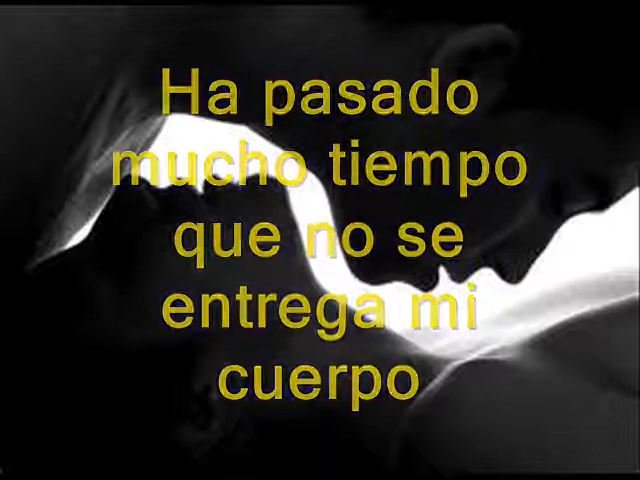 Ha pasado
mucho tiempo
que no se
entrega mi
cuerpo